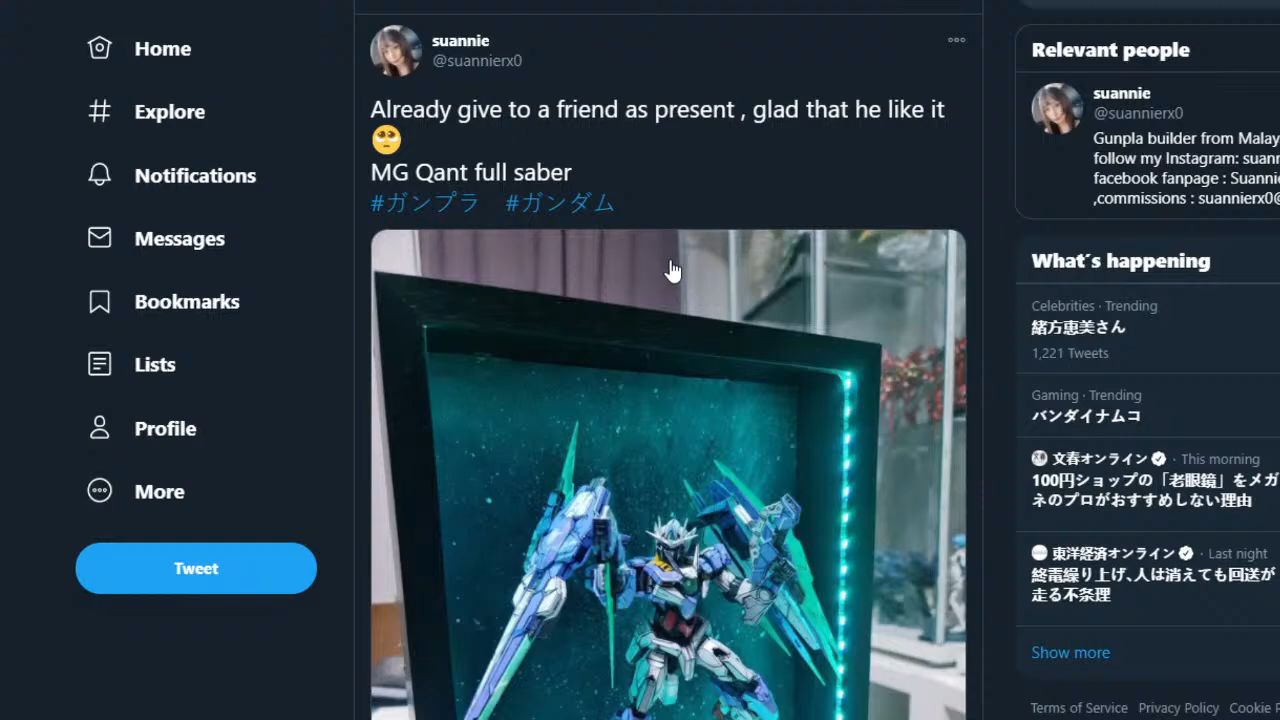 Home
Explore
Notifications
Messages
Bookmarks
Lists
Profile
More
Tweet
suannie
@suannierx0
Already give to a friend as present , glad that he like it
🥺
MG Qant full saber
#ガンプラ #ガンダム
Relevant people
suannie
@suannierx0
Gunpla builder from Malay
follow my Instagram: suan
facebook fanpage : Suannie
,commissions : suannierx0@
What's happening
Celebrities · Trending
緒方恵美さん
1,221 Tweets
Gaming · Trending
バンダイナムコ
文春オンライン · This morning
100円ショップの「老眼鏡」をメガ
ネのプロがおすすめしない理由
東洋経済オンライン · Last night
終電繰り上げ､人は消えても回送が
走る不条理
Show more
Terms of Service Privacy Policy Cookie P